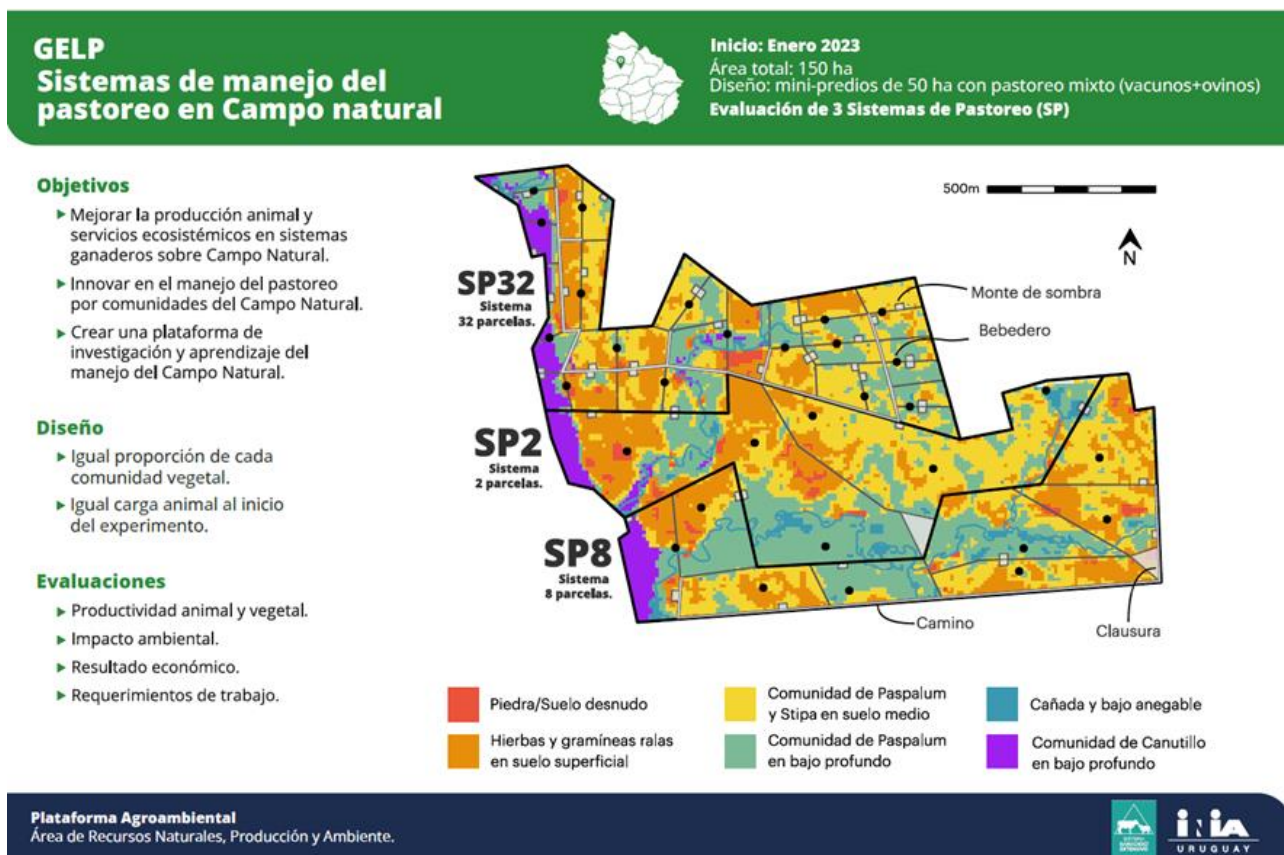 GELP
Sistemas de manejo del
pastoreo en Campo natural
Inicio: Enero 2023
Área total: 150 ha
Diseño: mini-predios de 50 ha con pastoreo mixto (vacunos+ovinos)
Evaluación de 3 Sistemas de Pastoreo (SP)
Objetivos
Mejorar la producción animal y
servicios ecosistémicos en sistemas
ganaderos sobre Campo Natural.
Innovar en el manejo del pastoreo
por comunidades del Campo Natural.
Crear una plataforma de
investigación y aprendizaje del
manejo del Campo Natural.
Diseño
Igual proporción de cada
comunidad vegetal.
Igual carga animal al inicio
del experimento.
Evaluaciones
Productividad animal y vegetal.
Impacto ambiental.
Resultado económico.
Requerimientos de trabajo.
500m
N
SP32
Sistema
32 parcelas.
Monte de sombra
Bebedero
SP2
Sistema
2 parcelas.
SP8
Sistema
8 parcelas.
Camino
Clausura
Piedra/Suelo desnudo
Hierbas y gramíneas ralas
en suelo superficial
Comunidad de Paspalum
y Stipa en suelo medio
Comunidad de Paspalum
en bajo profundo
Cañada y bajo anegable
Comunidad de Canutillo
en bajo profundo
Plataforma Agroambiental
Área de Recursos Naturales, Producción y Ambiente.
INIA
URUGUAY